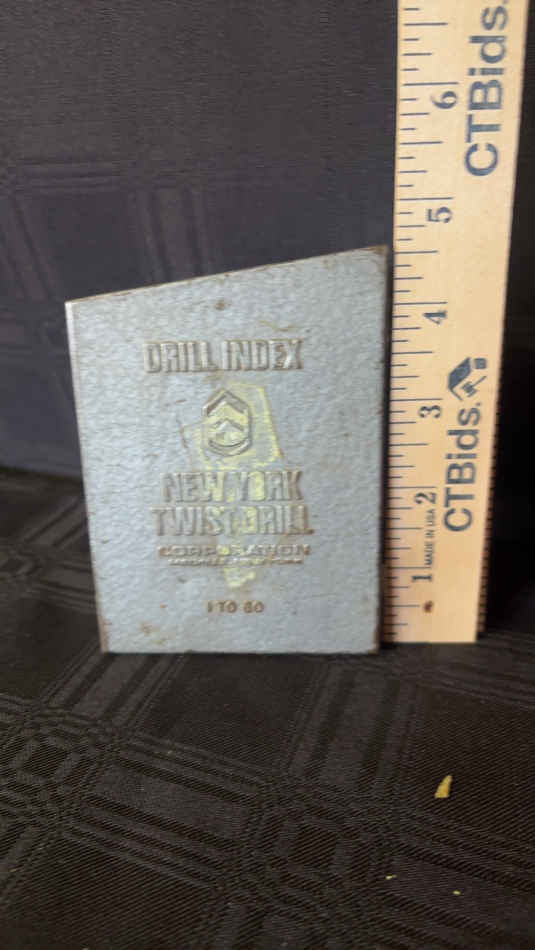 DRILL INDEX
NEW YORK
TWIST DRILL
CORPORATION
1 TO 60
6
5
4
3
2
1
CTBids.
CTBids.
MADE IN USA